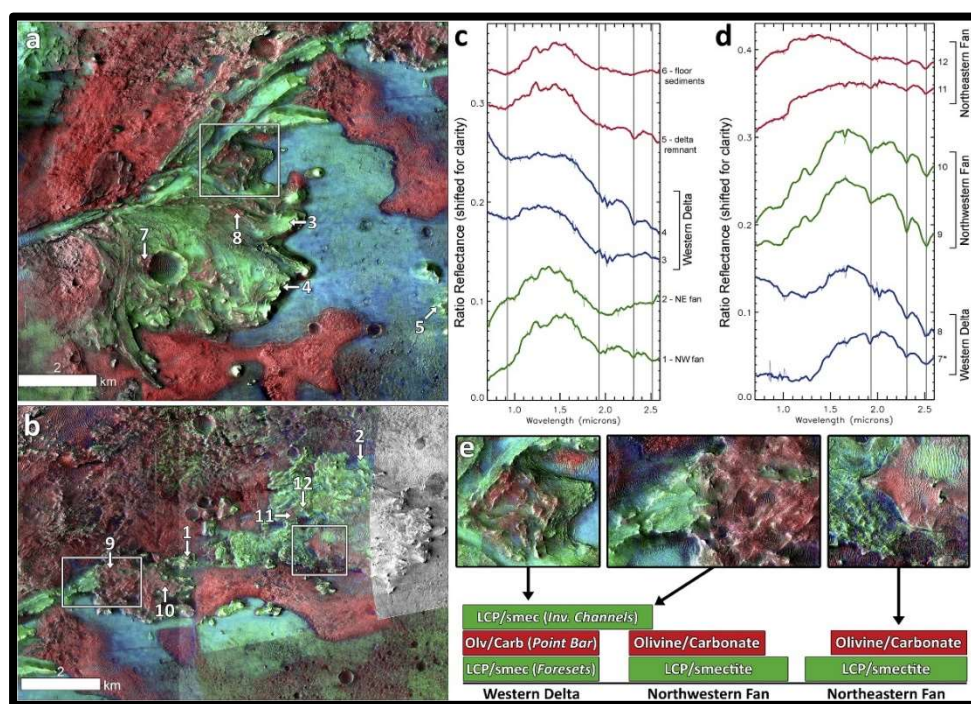 a
3
8
7
4
5
2
km
b
2
12
11
1
9
10
2
km
c
Ratio Reflectance (shifted for clarity)
0.3
0.2
0.1
0.0
6 - floor
sediments
5 - delta
remnant
4
3
Western Delta
2 - NE fan
1 - NW fan
1.0 1.5 2.0 2.5
Wavelength (microns)
d
Ratio Reflectance (shifted for clarity)
0.4
0.3
0.2
0.1
0.0
12
11
Northeastern Fan
10
9
Northwestern Fan
8
7*
Western Delta
1.0 1.5 2.0 2.5
Wavelength (microns)
e
LCP/smec (Inv. Channels)
Olv/Carb (Point Bar) Olivine/Carbonate Olivine/Carbonate
LCP/smec (Foresets) LCP/smectite LCP/smectite
Western Delta Northwestern Fan Northeastern Fan